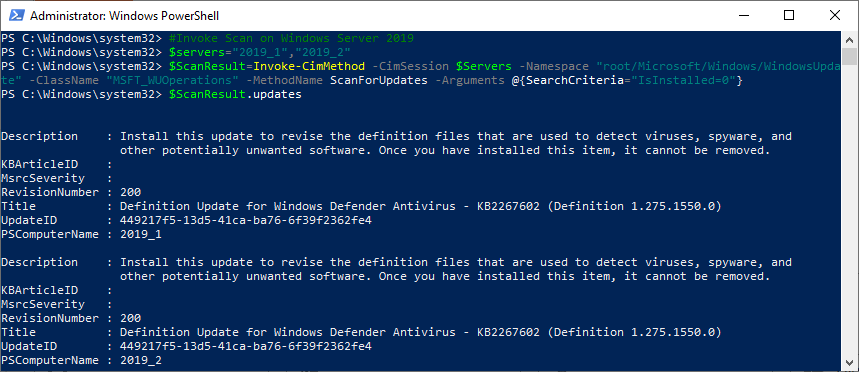 Administrator: Windows PowerShell
PS C:\Windows\system32> #Invoke Scan on Windows Server 2019
PS C:\Windows\system32> $servers="2019_1","2019_2"
PS C:\Windows\system32> $ScanResult=Invoke-CimMethod -CimSession $Servers -Namespace "root/Microsoft/Windows/WindowsUpda
te" -ClassName "MSFT_WUOperations" -MethodName ScanForUpdates -Arguments @{SearchCriteria="IsInstalled=0"}
PS C:\Windows\system32> $ScanResult.updates
Description : Install this update to revise the definition files that are used to detect viruses, spyware, and
other potentially unwanted software. Once you have installed this item, it cannot be removed.
KBArticleID :
MsrcSeverity :
RevisionNumber : 200
Title : Definition Update for Windows Defender Antivirus - KB2267602 (Definition 1.275.1550.0)
UpdateID : 449217f5-13d5-41ca-ba76-6f39f2362fe4
PSComputerName : 2019_1
Description : Install this update to revise the definition files that are used to detect viruses, spyware, and
other potentially unwanted software. Once you have installed this item, it cannot be removed.
KBArticleID :
MsrcSeverity :
RevisionNumber : 200
Title : Definition Update for Windows Defender Antivirus - KB2267602 (Definition 1.275.1550.0)
UpdateID : 449217f5-13d5-41ca-ba76-6f39f2362fe4
PSComputerName : 2019_2